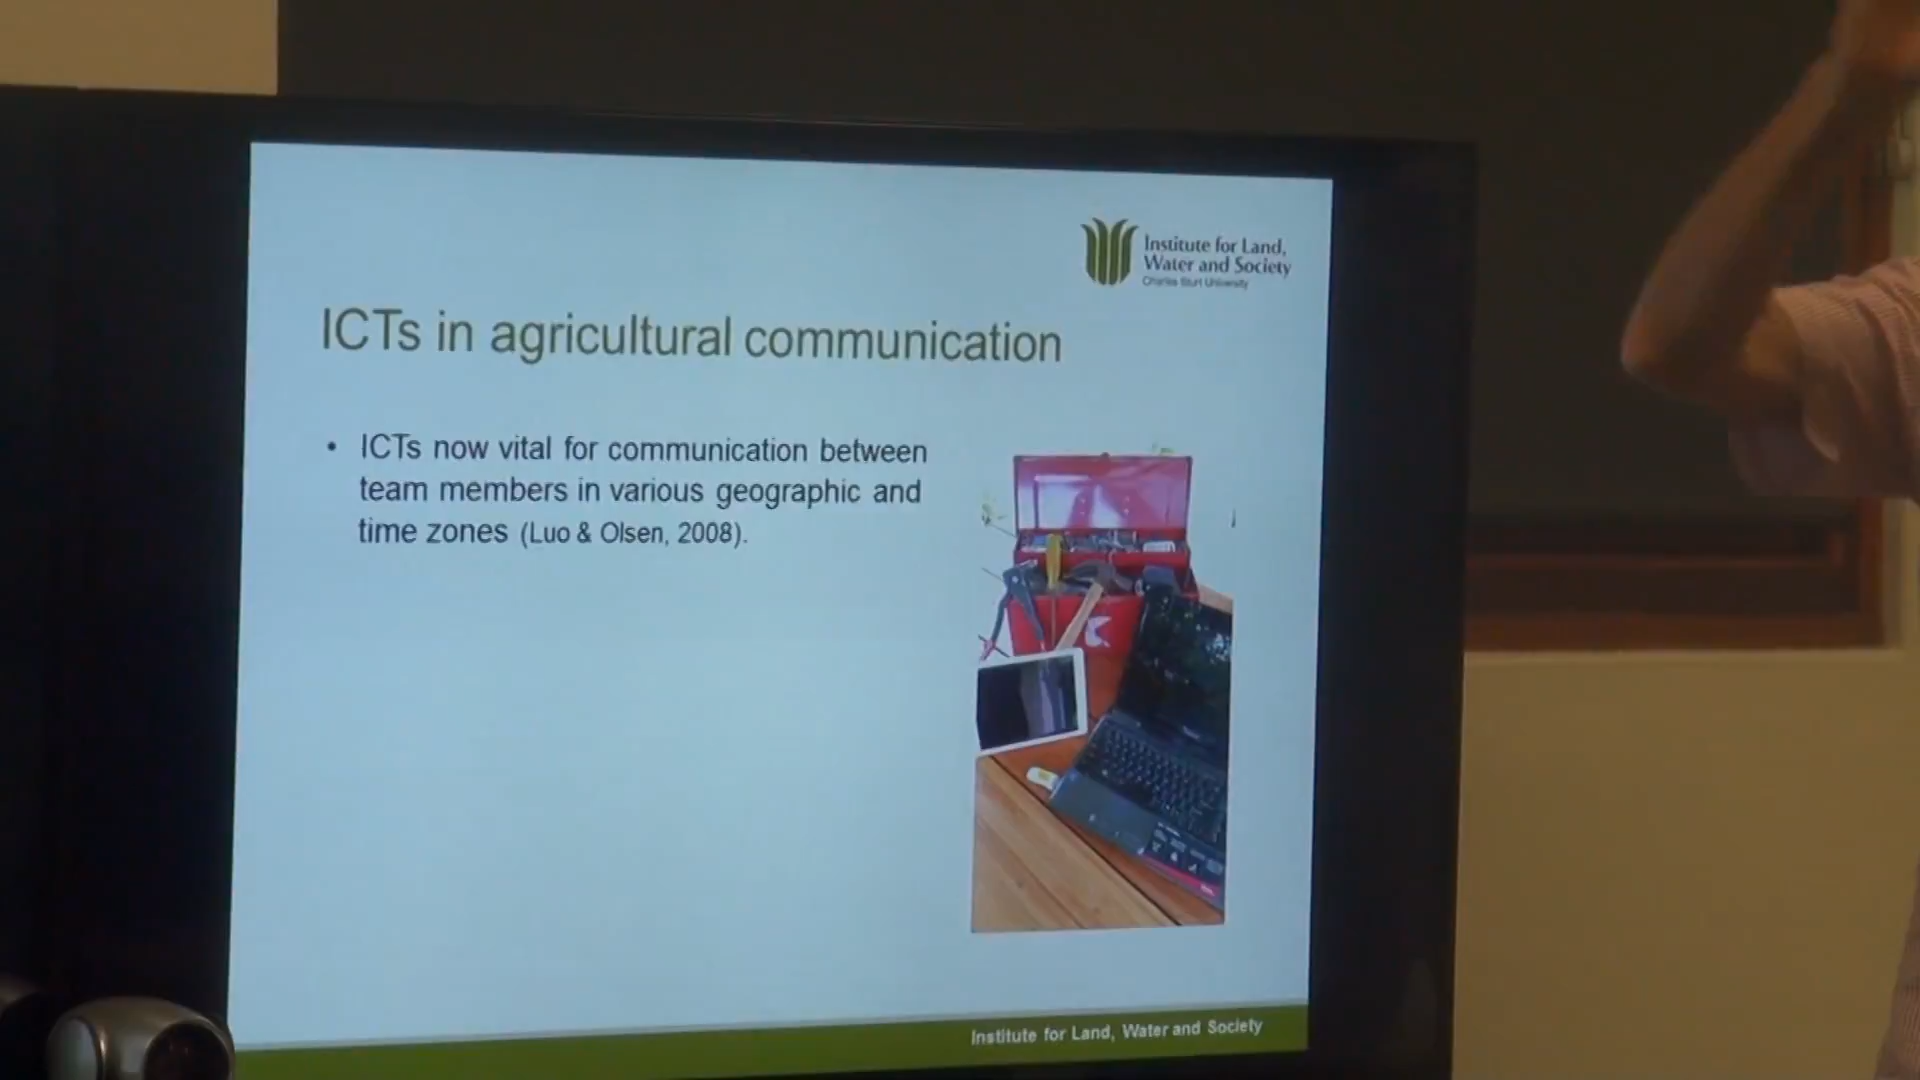 Institute for Land,
Water and Society
Charles Sturt University
ICTs in agricultural communication
• ICTs now vital for communication between
team members in various geographic and
time zones (Luo & Olsen, 2008).
Institute for Land, Water and Society